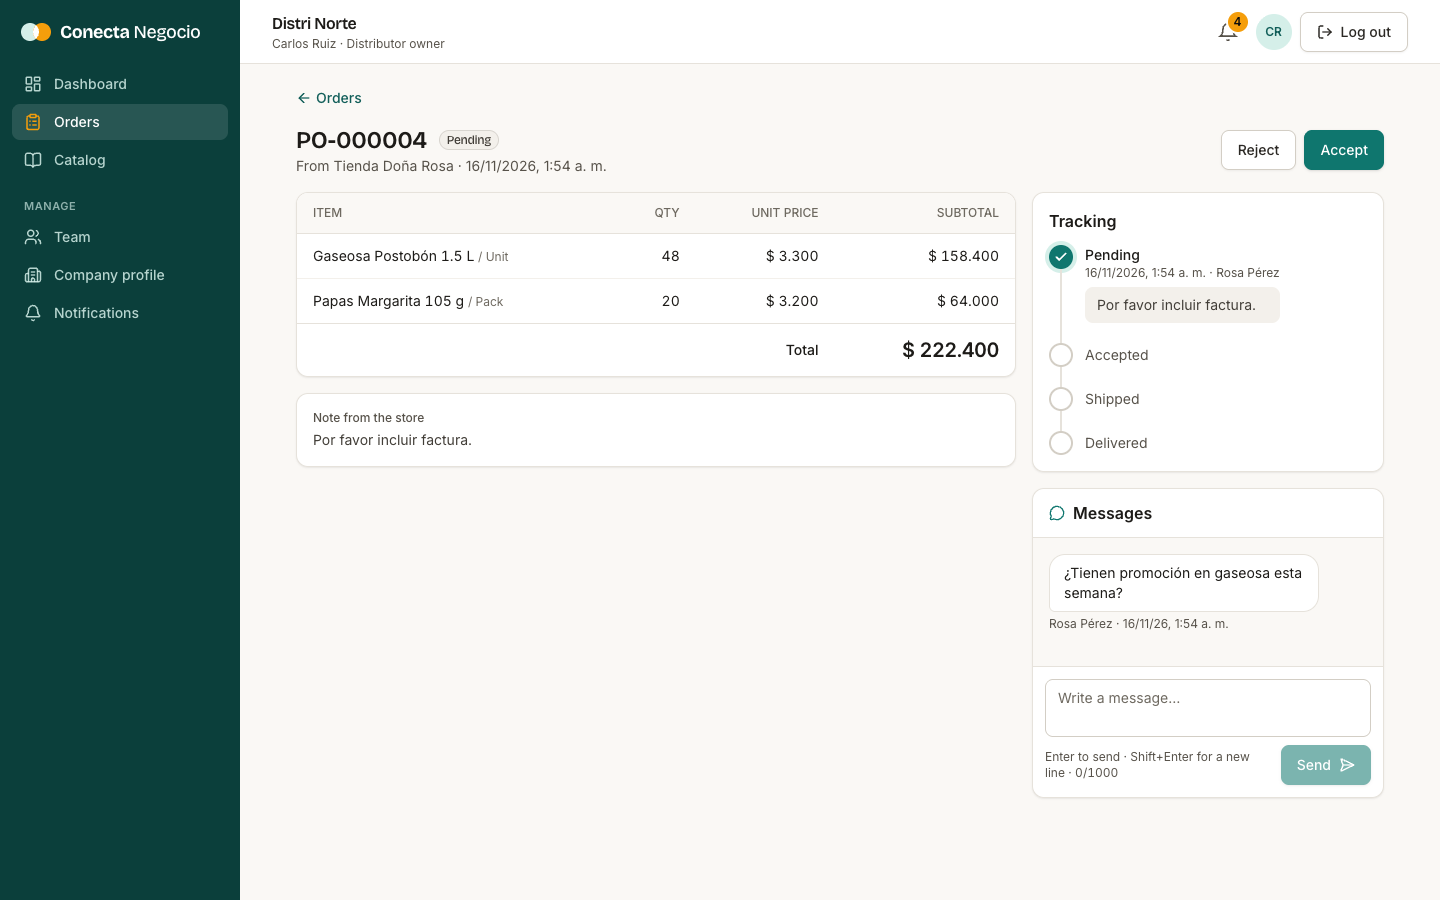 Conecta Negocio
Dashboard
Orders
Catalog
MANAGE
Team
Company profile
Notifications
Distri Norte
Carlos Ruiz · Distributor owner
4
CR
Log out
Orders
PO-000004 Pending
From Tienda Doña Rosa · 16/11/2026, 1:54 a. m.
Reject
Accept
ITEM QTY UNIT PRICE SUBTOTAL
Gaseosa Postobón 1.5 L / Unit 48 $ 3.300 $ 158.400
Papas Margarita 105 g / Pack 20 $ 3.200 $ 64.000
Total $ 222.400
Note from the store
Por favor incluir factura.
Tracking
Pending
16/11/2026, 1:54 a. m. · Rosa Pérez
Por favor incluir factura.
Accepted
Shipped
Delivered
Messages
¿Tienen promoción en gaseosa esta
semana?
Rosa Pérez · 16/11/26, 1:54 a. m.
Write a message...
Enter to send · Shift+Enter for a new
line · 0/1000
Send